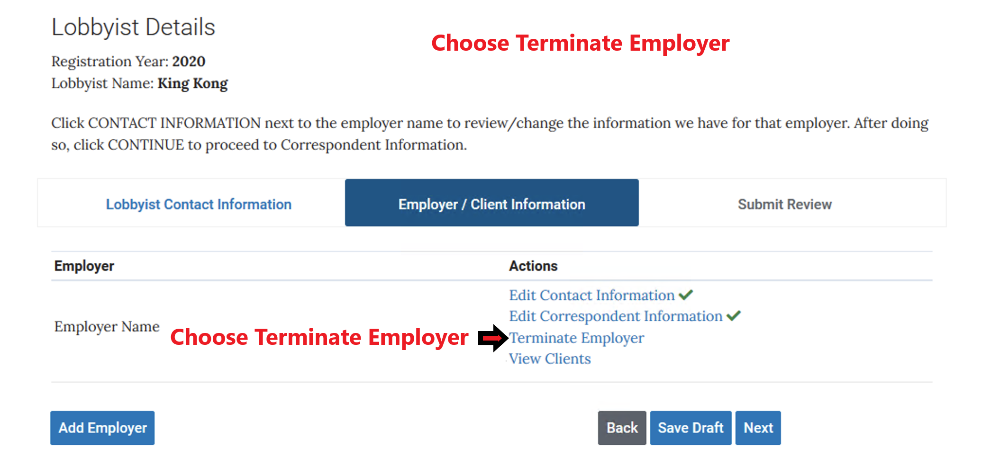 Lobbyist Details
Choose Terminate Employer
Registration Year: 2020
Lobbyist Name: King Kong
Click CONTACT INFORMATION next to the employer name to review/change the information we have for that employer. After doing
so, click CONTINUE to proceed to Correspondent Information.
Lobbyist Contact Information
Employer / Client Information
Submit Review
Employer
Actions
Employer Name
Edit Contact Information
Edit Correspondent Information
Choose Terminate Employer
Terminate Employer
View Clients
Add Employer
Back
Save Draft
Next